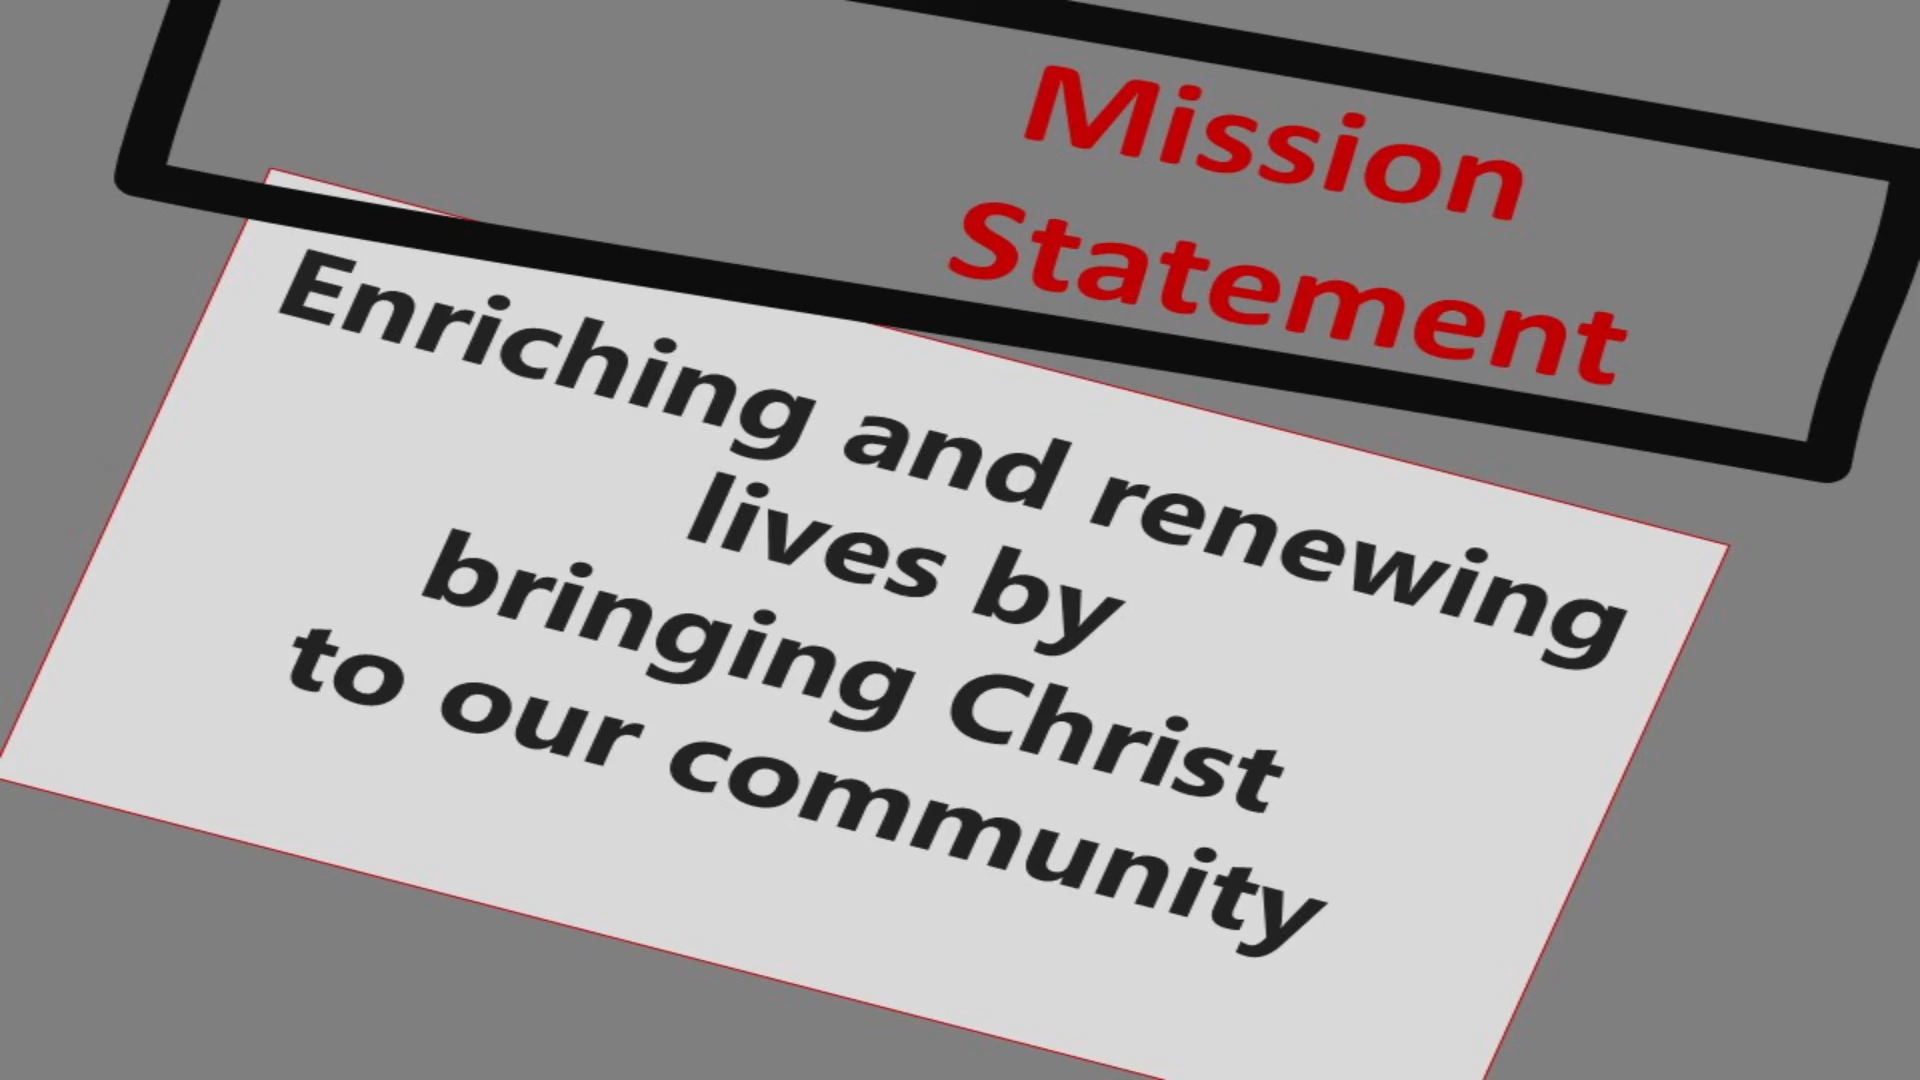 Mission
Statement
Enriching and renewing
lives by
bringing Christ
to our community